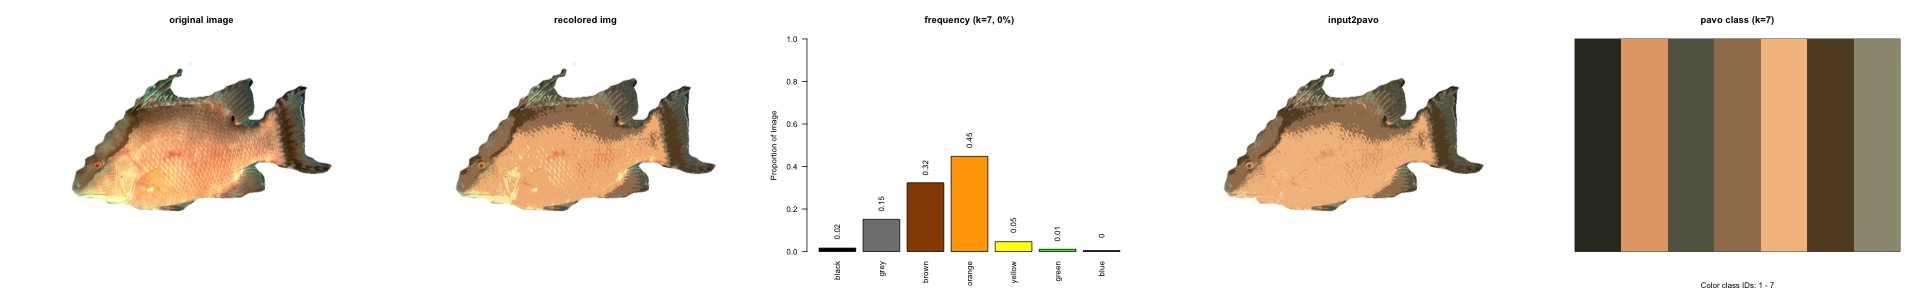 original image
recolored img
frequency (k=7, 0%)
input2pavo
pavo class (k=7)
Proportion of Image
1.0
0.8
0.6
0.4
0.2
0.0
0.02
0.15
0.32
0.45
0.05
0.01
0
black
grey
brown
orange
yellow
green
blue
Color class IDs: 1 - 7